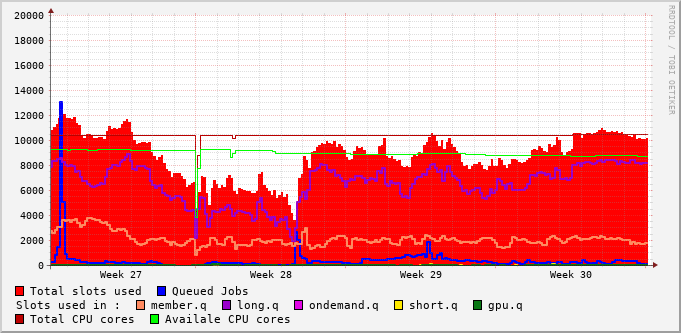 20000
18000
16000
14000
12000
10000
8000
6000
4000
2000
0
Week 27 Week 28 Week 29 Week 30
RRDTOOL / TOBI OETIKER
Total slots used Queued Jobs
Slots used in : member.q long.q ondemand.q short.q gpu.q
Total CPU cores Availale CPU cores